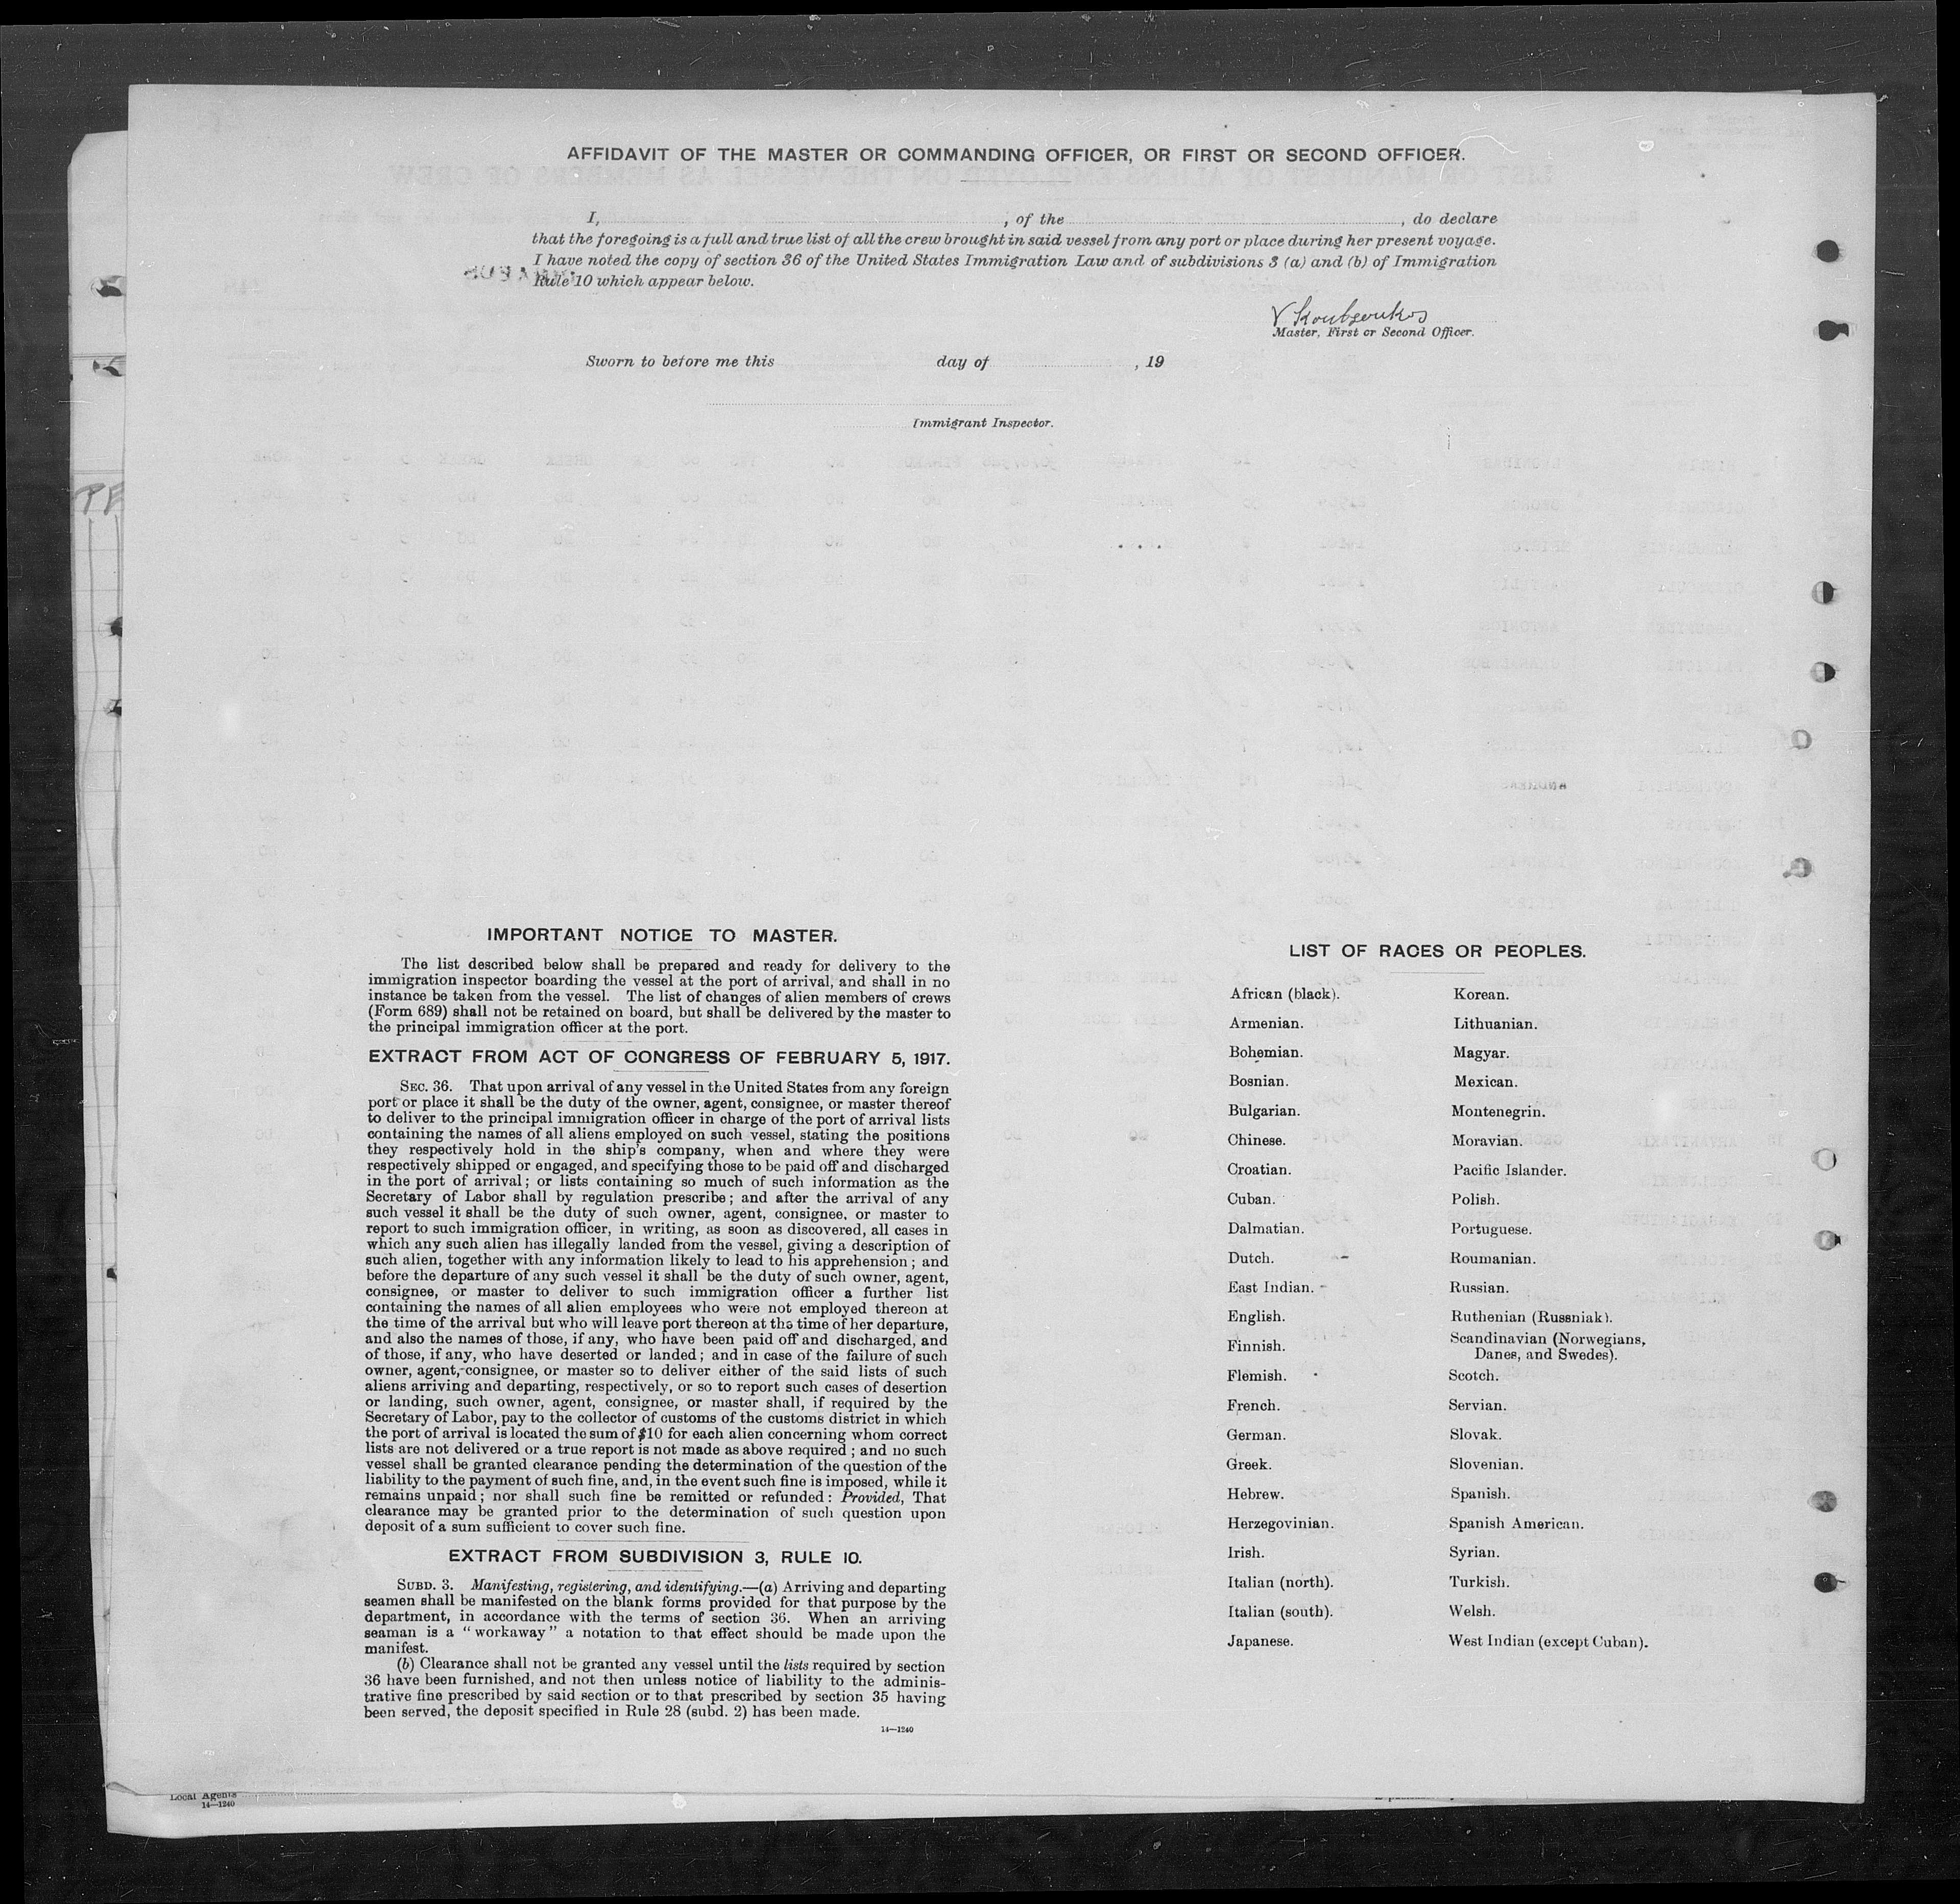 AFFIDAVIT OF THE MASTER OR COMMANDING OFFICER, OR FIRST OR SECOND OFFICER.
I, , of the , do declare
that the foregoing is a full and true list of all the crew brought in said vessel from any port or place during her present voyage.
I have noted the copy of section 36 of the United States Immigration Law and of subdivisions 3 (a) and (b) of Immigration
Rule 10 which appear below.
V Koutsoukos
Master, First or Second Officer.
Sworn to before me this day of , 19
Immigrant Inspector.
IMPORTANT NOTICE TO MASTER.
The list described below shall be prepared and ready for delivery to the
immigration inspector boarding the vessel at the port of arrival, and shall in no
instance be taken from the vessel. The list of changes of alien members of crews
(Form 689) shall not be retained on board, but shall be delivered by the master to
the principal immigration officer at the port.
EXTRACT FROM ACT OF CONGRESS OF FEBRUARY 5, 1917.
SEC. 36. That upon arrival of any vessel in the United States from any foreign
port or place it shall be the duty of the owner, agent, consignee, or master thereof
to deliver to the principal immigration officer in charge of the port of arrival lists
containing the names of all aliens employed on such vessel, stating the positions
they respectively hold in the ship's company, when and where they were
respectively shipped or engaged, and specifying those to be paid off and discharged
in the port of arrival; or lists containing so much of such information as the
Secretary of Labor shall by regulation prescribe; and after the arrival of any
such vessel it shall be the duty of such owner, agent, consignee, or master to
report to such immigration officer, in writing, as soon as discovered, all cases in
which any such alien has illegally landed from the vessel, giving a description of
such alien, together with any information likely to lead to his apprehension; and
before the departure of any such vessel it shall be the duty of such owner, agent,
consignee, or master to deliver to such immigration officer a further list
containing the names of all alien employees who were not employed thereon at
the time of the arrival but who will leave port thereon at the time of her departure,
and also the names of those, if any, who have been paid off and discharged, and
of those, if any, who have deserted or landed; and in case of the failure of such
owner, agent, consignee, or master so to deliver either of the said lists of such
aliens arriving and departing, respectively, or so to report such cases of desertion
or landing, such owner, agent, consignee, or master shall, if required by the
Secretary of Labor, pay to the collector of customs of the customs district in which
the port of arrival is located the sum of $10 for each alien concerning whom correct
lists are not delivered or a true report is not made as above required; and no such
vessel shall be granted clearance pending the determination of the question of the
liability to the payment of such fine, and, in the event such fine is imposed, while it
remains unpaid; nor shall such fine be remitted or refunded: Provided, That
clearance may be granted prior to the determination of such question upon
deposit of a sum sufficient to cover such fine.
EXTRACT FROM SUBDIVISION 3, RULE 10.
SUBD. 3. Manifesting, registering, and identifying.—(a) Arriving and departing
seamen shall be manifested on the blank forms provided for that purpose by the
department, in accordance with the terms of section 36. When an arriving
seaman is a "workaway" a notation to that effect should be made upon the
manifest.
(b) Clearance shall not be granted any vessel until the lists required by section
36 have been furnished, and not then unless notice of liability to the adminis-
trative fine prescribed by said section or to that prescribed by section 35 having
been served, the deposit specified in Rule 28 (subd. 2) has been made.
14—1240
LIST OF RACES OR PEOPLES.
African (black).
Armenian.
Bohemian.
Bosnian.
Bulgarian.
Chinese.
Croatian.
Cuban.
Dalmatian.
Dutch.
East Indian.
English.
Finnish.
Flemish.
French.
German.
Greek.
Hebrew.
Herzegovinian.
Irish.
Italian (north).
Italian (south).
Japanese.
Korean.
Lithuanian.
Magyar.
Mexican.
Montenegrin.
Moravian.
Pacific Islander.
Polish.
Portuguese.
Roumanian.
Russian.
Ruthenian (Russniak).
Scandinavian (Norwegians,
Danes, and Swedes).
Scotch.
Servian.
Slovak.
Slovenian.
Spanish.
Spanish American.
Syrian.
Turkish.
Welsh.
West Indian (except Cuban).
Local Agents
14—1240